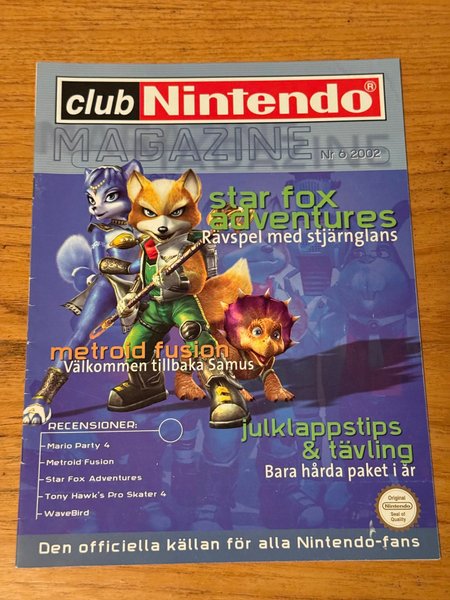 club Nintendo®
MAGAZINE
Nr 6 2002
star fox
adventures
Rävspel med stjärnglans
metroid fusion
Välkommen tillbaka Samus
RECENSIONER:
Mario Party 4
Metroid Fusion
Star Fox Adventures
Tony Hawk's Pro Skater 4
WaveBird
julklappstips
& tävling
Bara hårda paket i år
Original
Nintendo
Seal of
Quality
Den officiella källan för alla Nintendo-fans